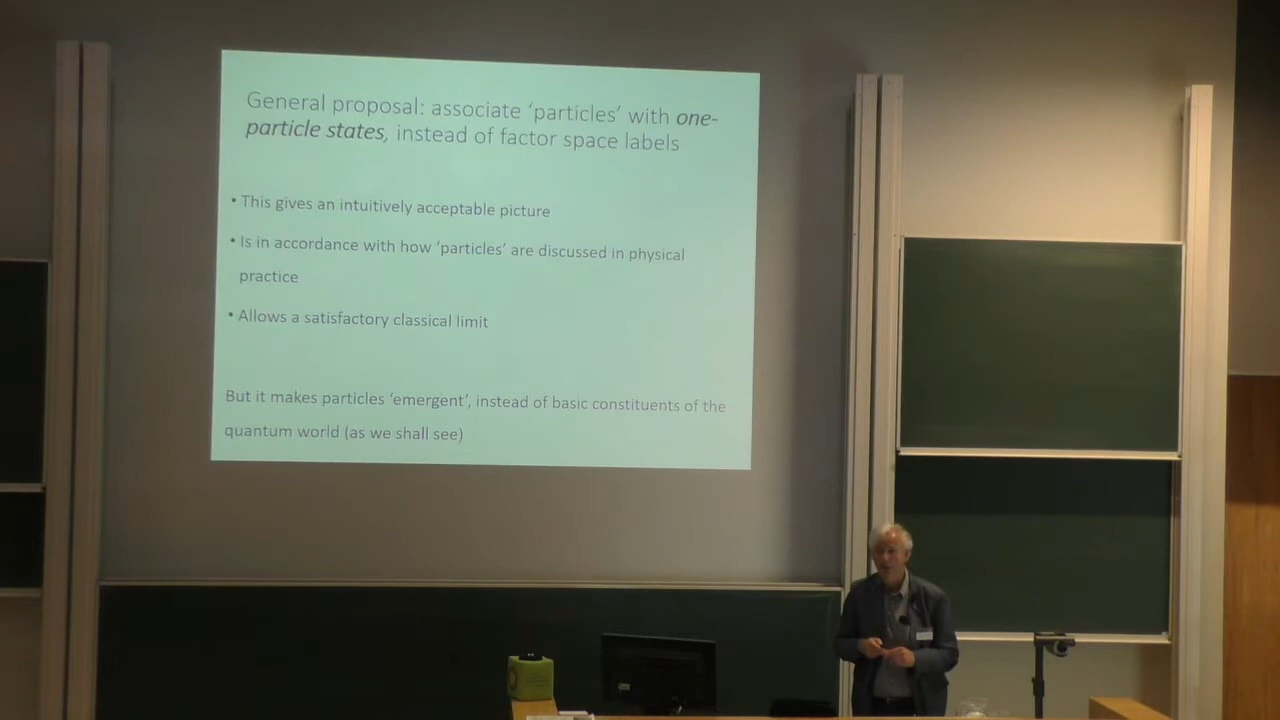 General proposal: associate ‘particles’ with one-
particle states, instead of factor space labels
• This gives an intuitively acceptable picture
• Is in accordance with how ‘particles’ are discussed in physical
practice
• Allows a satisfactory classical limit
But it makes particles ‘emergent’, instead of basic constituents of the
quantum world (as we shall see)